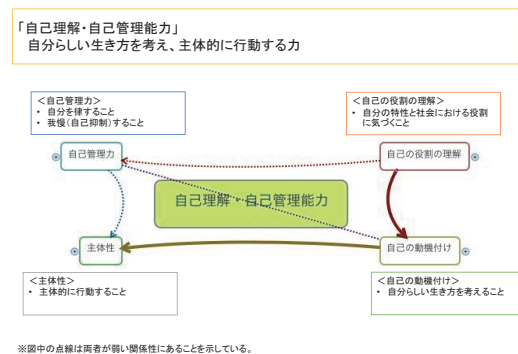 「自己理解・自己管理能力」
自分らしい生き方を考え、主体的に行動する力
＜自己管理力＞
• 自分を律すること
• 我慢（自己抑制）すること
＜自己の役割の理解＞
• 自分の特性と社会における役割
に気づくこと
自己管理力
自己の役割の理解
自己理解・自己管理能力
主体性
自己の動機付け
＜主体性＞
• 主体的に行動すること
＜自己の動機付け＞
• 自分らしい生き方を考えること
※図中の点線は両者が弱い関係性にあることを示している。